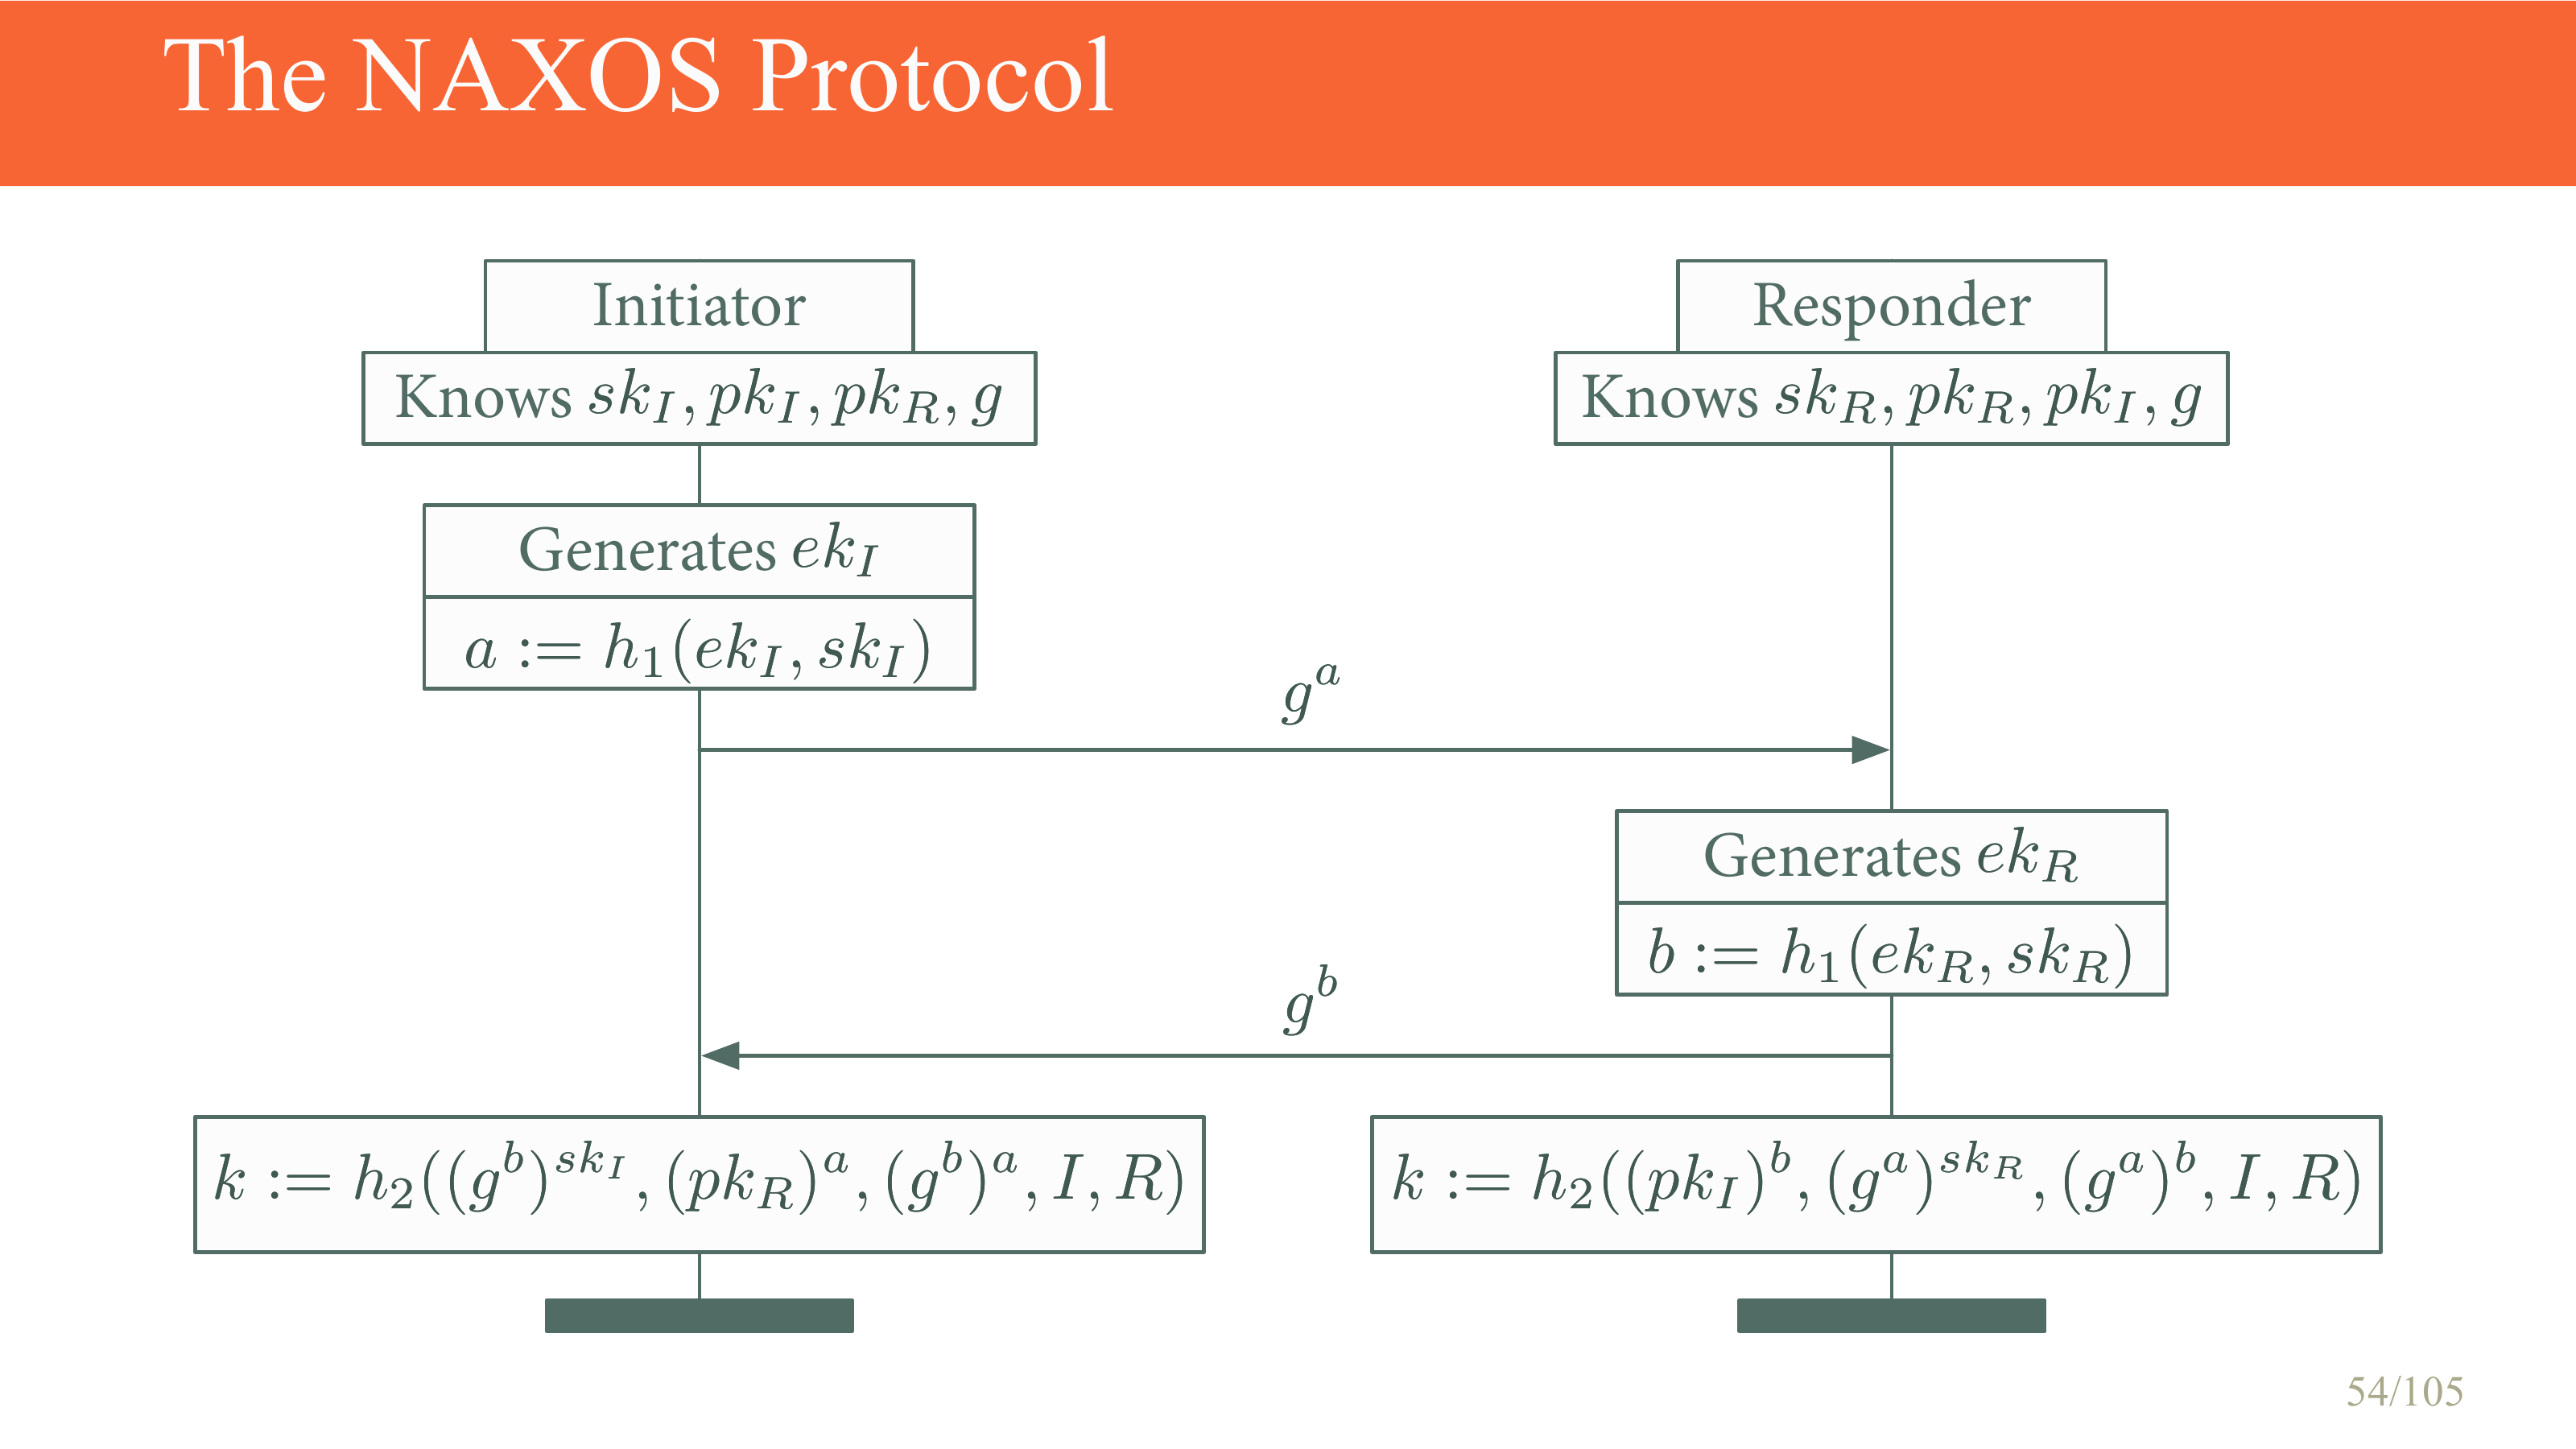 The NAXOS Protocol
Initiator
Knows sk_I, pk_I, pk_R, g
Responder
Knows sk_R, pk_R, pk_I, g
Generates ek_I
a := h_1(ek_I, sk_I)
g^a
Generates ek_R
b := h_1(ek_R, sk_R)
g^b
k := h_2((g^b)^{sk_I}, (pk_R)^a, (g^b)^a, I, R)
k := h_2((pk_I)^b, (g^a)^{sk_R}, (g^a)^b, I, R)
54/105